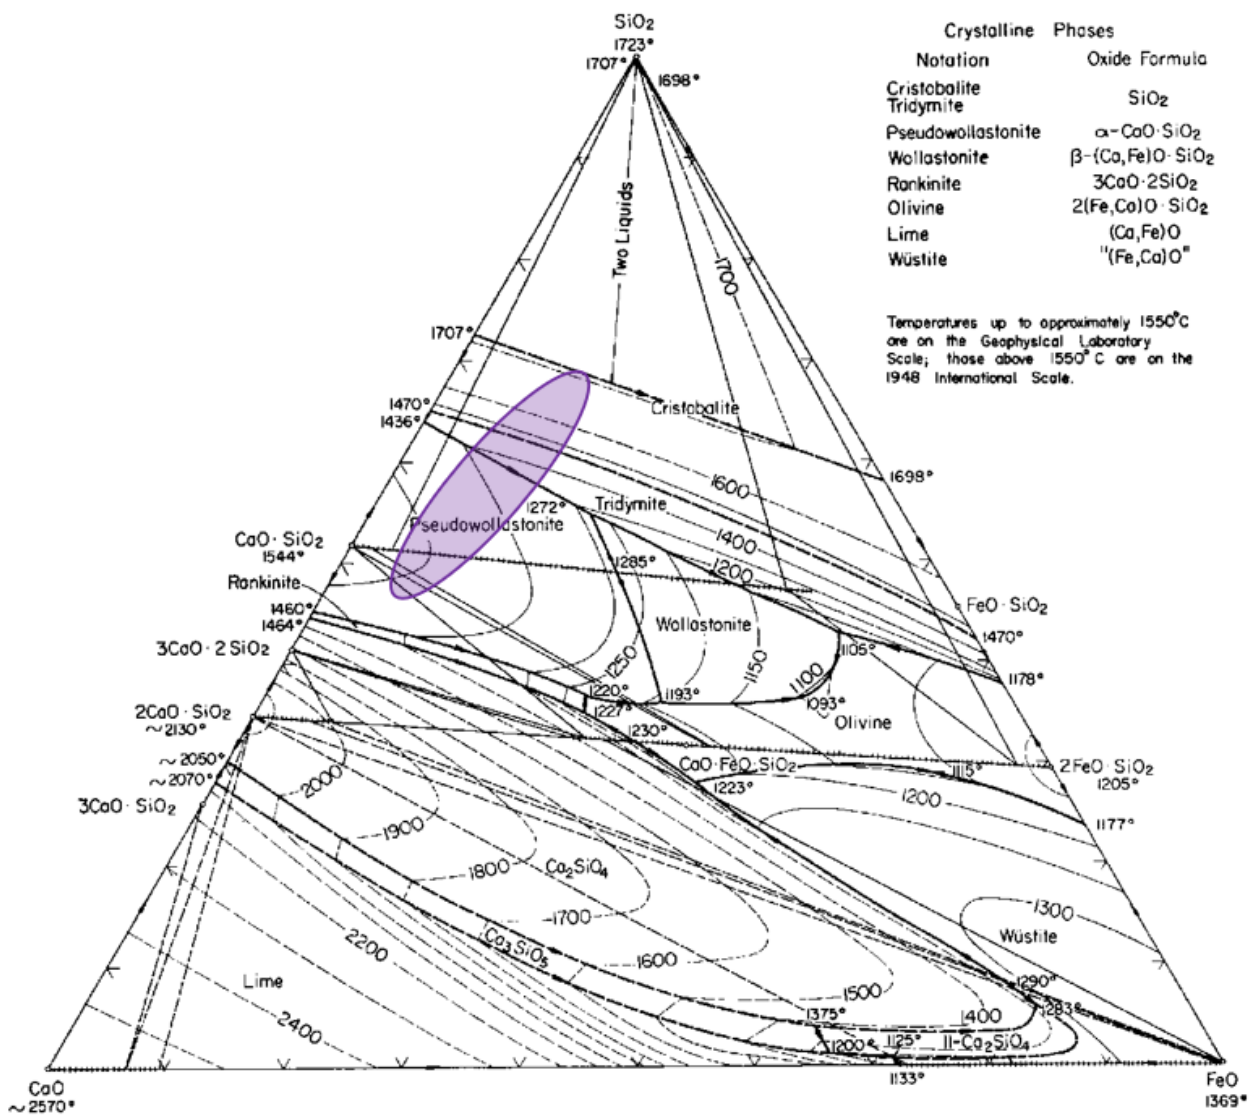 SiO₂
1723°
1707°
1698°
Crystalline Phases
Notation Oxide Formula
Cristobalite
Tridymite SiO₂
Pseudowollastonite α-CaO·SiO₂
Wollastonite β-(Ca,Fe)O·SiO₂
Rankinite 3CaO·2SiO₂
Olivine 2(Fe,Ca)O·SiO₂
Lime (Ca,Fe)O
Wüstite "(Fe,Ca)O"
Temperatures up to approximately 1550°C
are on the Geophysical Laboratory
Scale; those above 1550°C are on the
1948 International Scale.
Two Liquids
1700
1707°
Cristobalite
1470°
1436°
1698°
1600
1272°
Tridymite
Pseudowollastonite
1400
CaO·SiO₂
1544°
1285°
1200
Rankinite
FeO·SiO₂
1460°
1464°
Wollastonite
1470°
3CaO·2SiO₂
1105°
1250
1150
1100
1178°
1220°
1193°
1093°
2CaO·SiO₂
~2130°
1227°
1230°
~
Olivine
~2050°
~2070°
CaO·FeO·SiO₂
1115°
2FeO·SiO₂
1205°
2000
1223°
1200
3CaO·SiO₂
1177°
1900
1800
Ca₂SiO₄
1700
1300
Ca₃SiO₅
2200
1600
Wüstite
Lime
1500
1290°
1283°
1375°
1400
2400
1200°
1125°
II-Ca₂SiO₄
1133°
CaO
~2570°
FeO
1369°